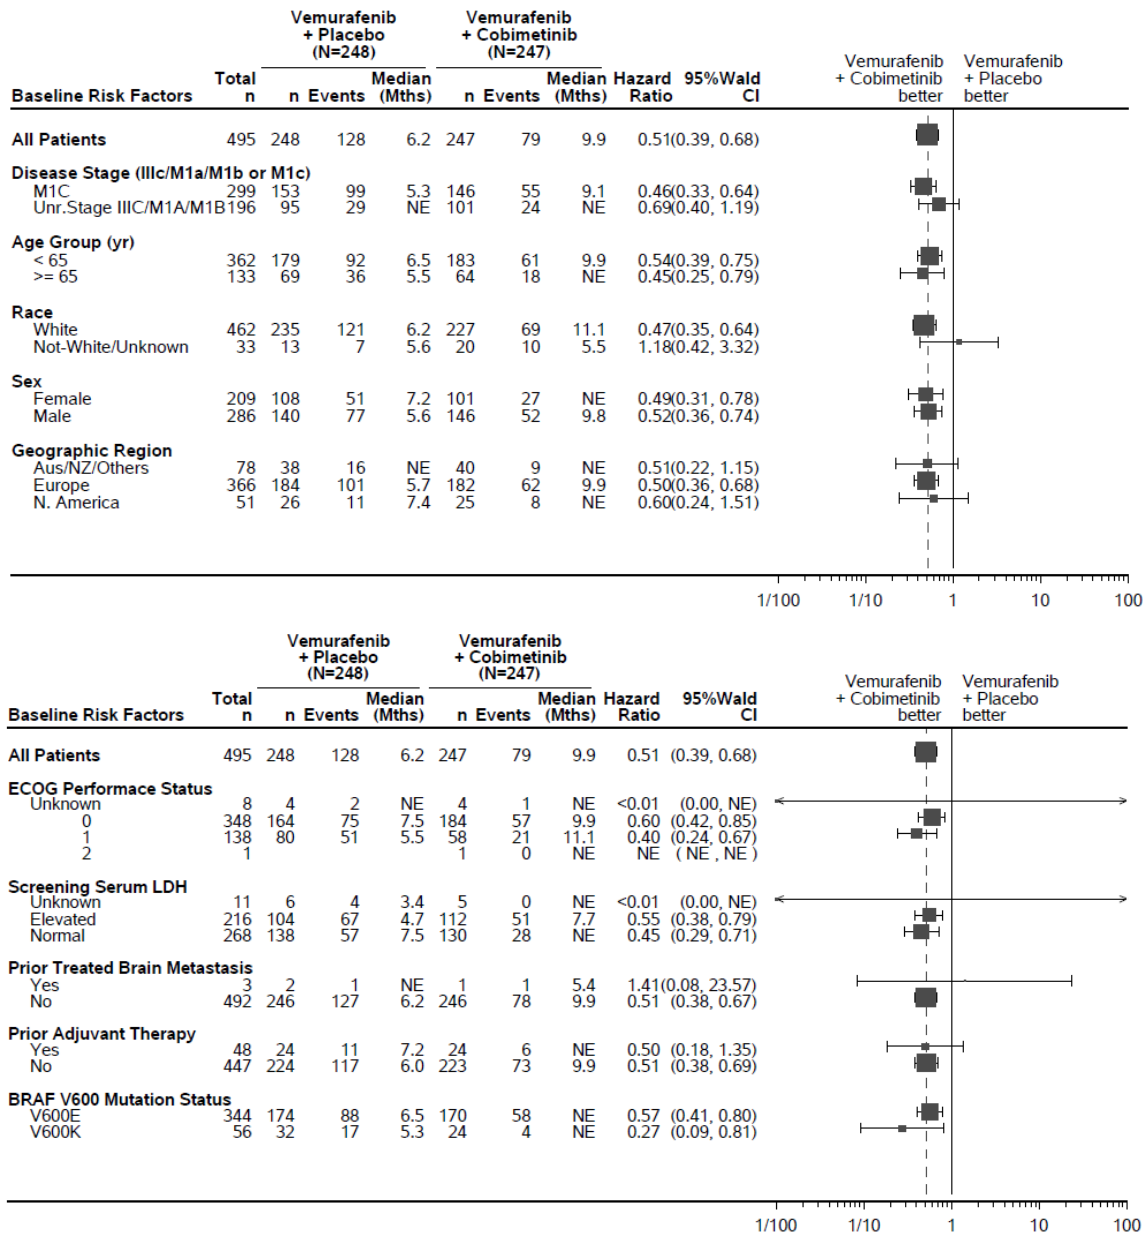 Vemurafenib Vemurafenib
+ Placebo + Cobimetinib
(N=248) (N=247)
Vemurafenib Vemurafenib
Total Median Median Hazard 95%Wald + Cobimetinib + Placebo
Baseline Risk Factors n n Events (Mths) n Events (Mths) Ratio CI better better
All Patients 495 248 128 6.2 247 79 9.9 0.51(0.39, 0.68)
Disease Stage (IIIc/M1a/M1b or M1c)
M1C 299 153 99 5.3 146 55 9.1 0.46(0.33, 0.64)
Unr.Stage IIIC/M1A/M1B196 95 29 NE 101 24 NE 0.69(0.40, 1.19)
Age Group (yr)
< 65 362 179 92 6.5 183 61 9.9 0.54(0.39, 0.75)
>= 65 133 69 36 5.5 64 18 NE 0.45(0.25, 0.79)
Race
White 462 235 121 6.2 227 69 11.1 0.47(0.35, 0.64)
Not-White/Unknown 33 13 7 5.6 20 10 5.5 1.18(0.42, 3.32)
Sex
Female 209 108 51 7.2 101 27 NE 0.49(0.31, 0.78)
Male 286 140 77 5.6 146 52 9.8 0.52(0.36, 0.74)
Geographic Region
Aus/NZ/Others 78 38 16 NE 40 9 NE 0.51(0.22, 1.15)
Europe 366 184 101 5.7 182 62 9.9 0.50(0.36, 0.68)
N. America 51 26 11 7.4 25 8 NE 0.60(0.24, 1.51)
1/100 1/10 1 10 100
Vemurafenib Vemurafenib
+ Placebo + Cobimetinib
(N=248) (N=247)
Vemurafenib Vemurafenib
Total Median Median Hazard 95%Wald + Cobimetinib + Placebo
Baseline Risk Factors n n Events (Mths) n Events (Mths) Ratio CI better better
All Patients 495 248 128 6.2 247 79 9.9 0.51 (0.39, 0.68)
ECOG Performace Status
Unknown 8 4 2 NE 4 1 NE <0.01 (0.00, NE)
0 348 164 75 7.5 184 57 9.9 0.60 (0.42, 0.85)
1 138 80 51 5.5 58 21 11.1 0.40 (0.24, 0.67)
2 1 1 0 NE NE ( NE , NE )
Screening Serum LDH
Unknown 11 6 4 3.4 5 0 NE <0.01 (0.00, NE)
Elevated 216 104 67 4.7 112 51 7.7 0.55 (0.38, 0.79)
Normal 268 138 57 7.5 130 28 NE 0.45 (0.29, 0.71)
Prior Treated Brain Metastasis
Yes 3 2 1 NE 1 1 5.4 1.41(0.08, 23.57)
No 492 246 127 6.2 246 78 9.9 0.51 (0.38, 0.67)
Prior Adjuvant Therapy
Yes 48 24 11 7.2 24 6 NE 0.50 (0.18, 1.35)
No 447 224 117 6.0 223 73 9.9 0.51 (0.38, 0.69)
BRAF V600 Mutation Status
V600E 344 174 88 6.5 170 58 NE 0.57 (0.41, 0.80)
V600K 56 32 17 5.3 24 4 NE 0.27 (0.09, 0.81)
1/100 1/10 1 10 100